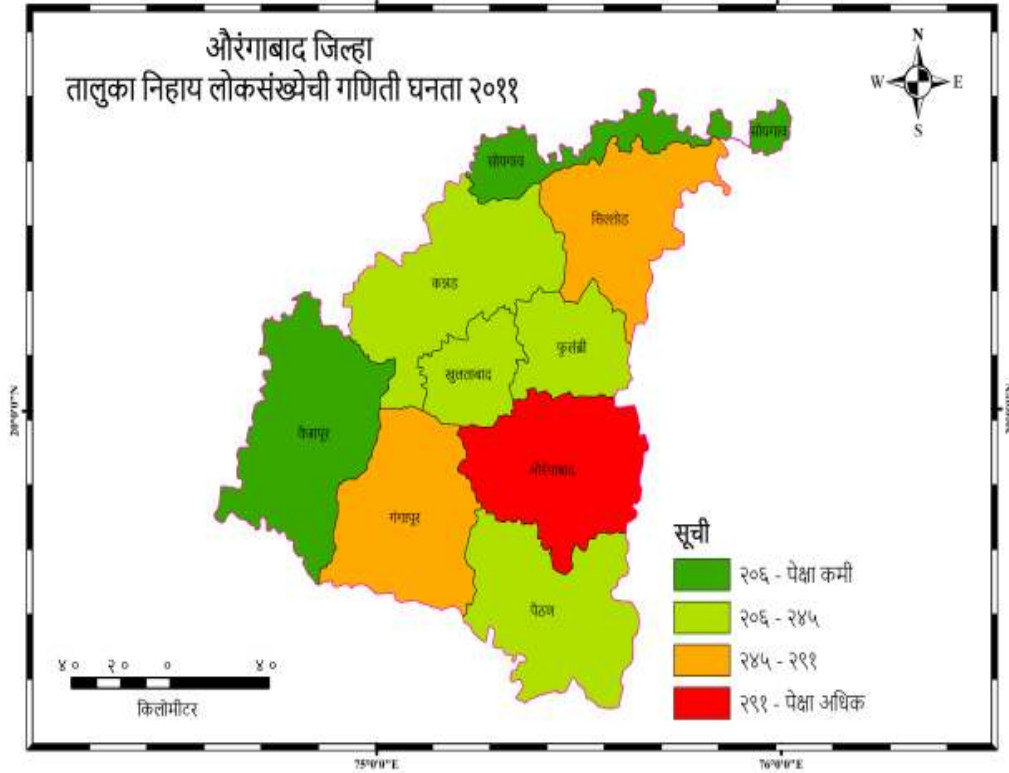 औरंगाबाद जिल्हा
तालुका निहाय लोकसंख्येची गणिती घनता २०११
N
W E
S
सोयगाव
सोयगाव
सिल्लोड
कन्नड
फुलंब्री
खुलताबाद
20°0'0"N
वैजापूर
औरंगाबाद
गंगापूर
पैठण
सूची
२०६ - पेक्षा कमी
२०६ - २४५
२४५ - २९१
२९१ - पेक्षा अधिक
४० २० ० ४०
किलोमीटर
75°0'0"E 76°0'0"E